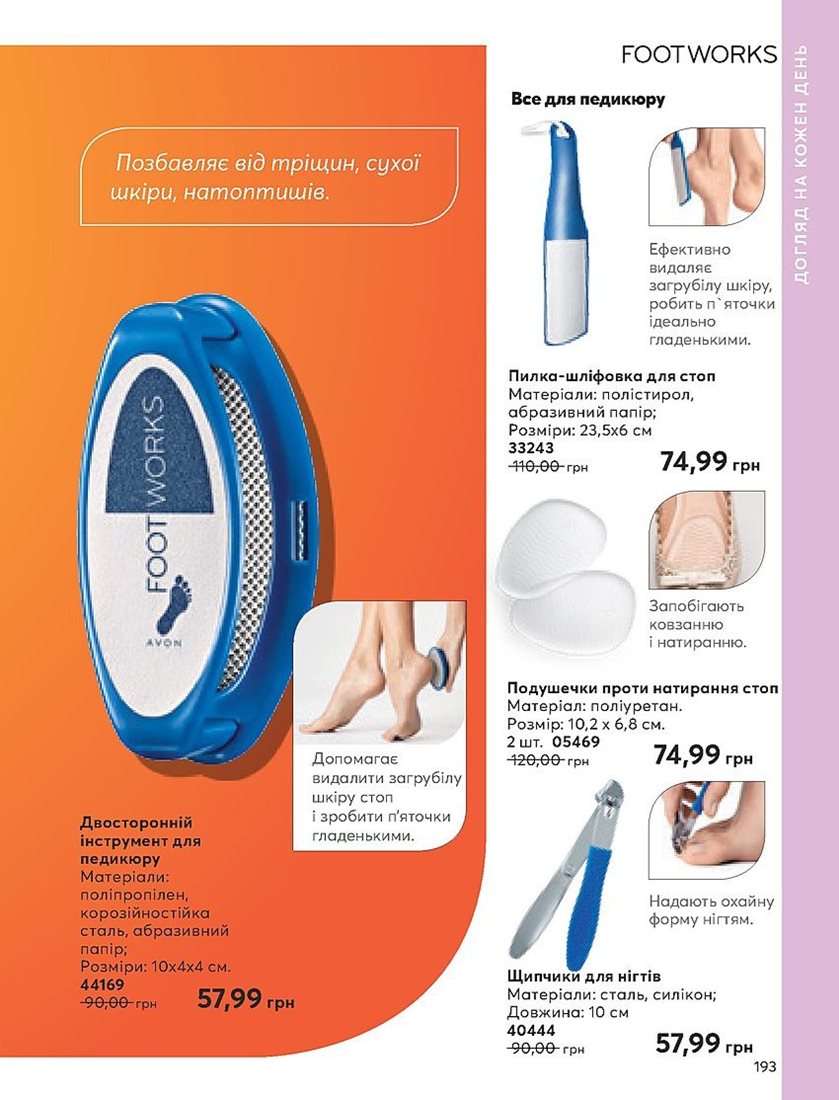 FOOTWORKS
ДОГЛЯД НА КОЖЕН ДЕНЬ
Позбавляє від тріщин, сухої
шкіри, натоптишів.
FOOTWORKS
AVON
Допомагає
видалити загрубілу
шкіру стоп
і зробити п'яточки
гладенькими.
Двосторонній
інструмент для
педикюру
Матеріали:
поліпропілен,
корозійностійка
сталь, абразивний
папір;
Розміри: 10х4х4 см.
44169
90,00 грн 57,99 грн
Все для педикюру
Ефективно
видаляє
загрубілу шкіру,
робить п`яточки
ідеально
гладенькими.
Пилка-шліфовка для стоп
Матеріали: полістирол,
абразивний папір;
Розміри: 23,5х6 см
33243
110,00 грн 74,99 грн
Запобігають
ковзанню
і натиранню.
Подушечки проти натирання стоп
Матеріал: поліуретан.
Розмір: 10,2 х 6,8 см.
2 шт. 05469
120,00 грн 74,99 грн
Надають охайну
форму нігтям.
Щипчики для нігтів
Матеріали: сталь, силікон;
Довжина: 10 см
40444
90,00 грн 57,99 грн
193